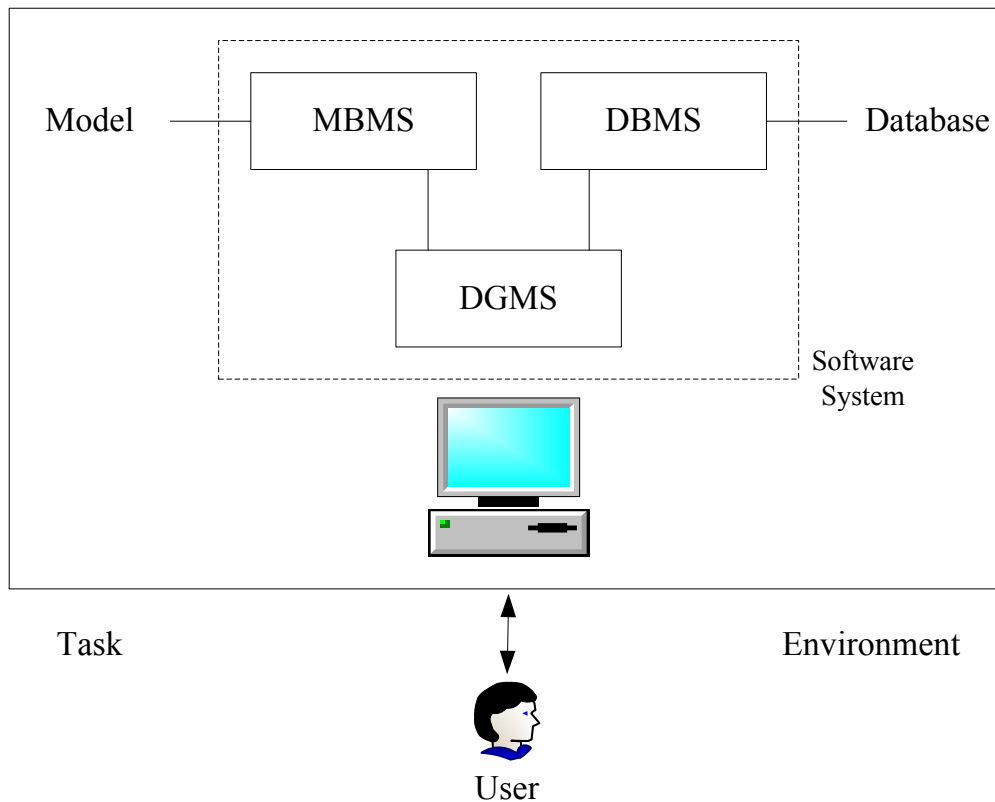 Model
MBMS
DBMS
Database
DGMS
Software
System
Task
Environment
User